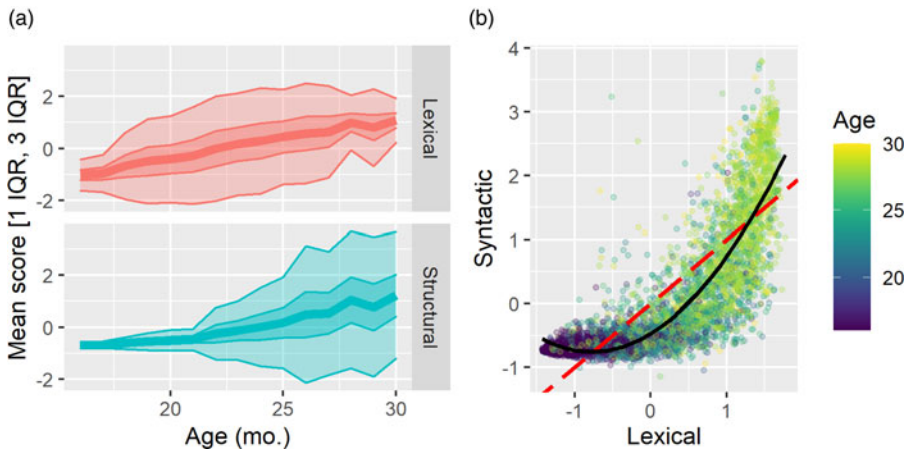 (a)
Mean score [1 IQR, 3 IQR]
2
0
-2
Lexical
2
0
-2
Structural
20
25
30
Age (mo.)
(b)
Syntactic
4
3
2
1
0
-1
-1
0
1
Lexical
Age
30
25
20